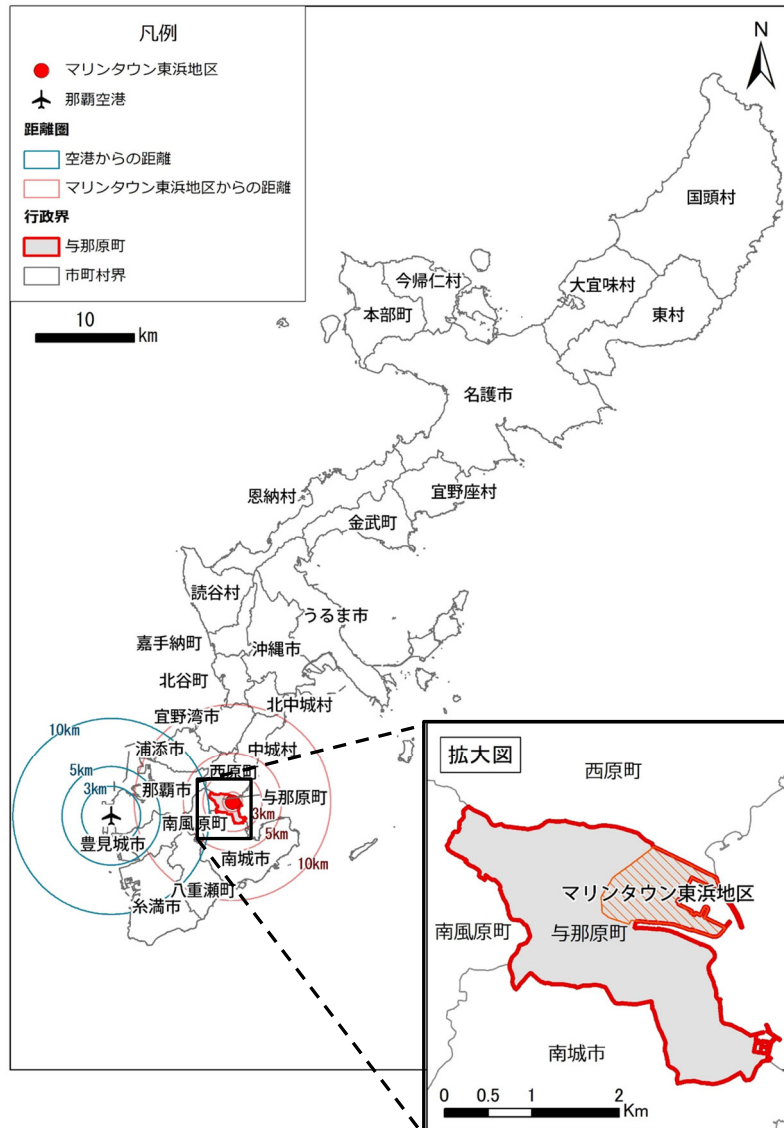 凡例
マリンタウン東浜地区
那覇空港
距離圏
空港からの距離
マリンタウン東浜地区からの距離
行政界
与那原町
市町村界
N
10
km
国頭村
大宜味村
東村
今帰仁村
本部町
名護市
恩納村
宜野座村
金武町
読谷村
うるま市
嘉手納町
沖縄市
北谷町
北中城村
宜野湾市
10km
中城村
浦添市
5km
西原町
3km
那覇市
与那原町
3km
南風原町
5km
豊見城市
南城市
10km
八重瀬町
糸満市
拡大図
西原町
マリンタウン東浜地区
南風原町
与那原町
南城市
0 0.5 1 2
Km